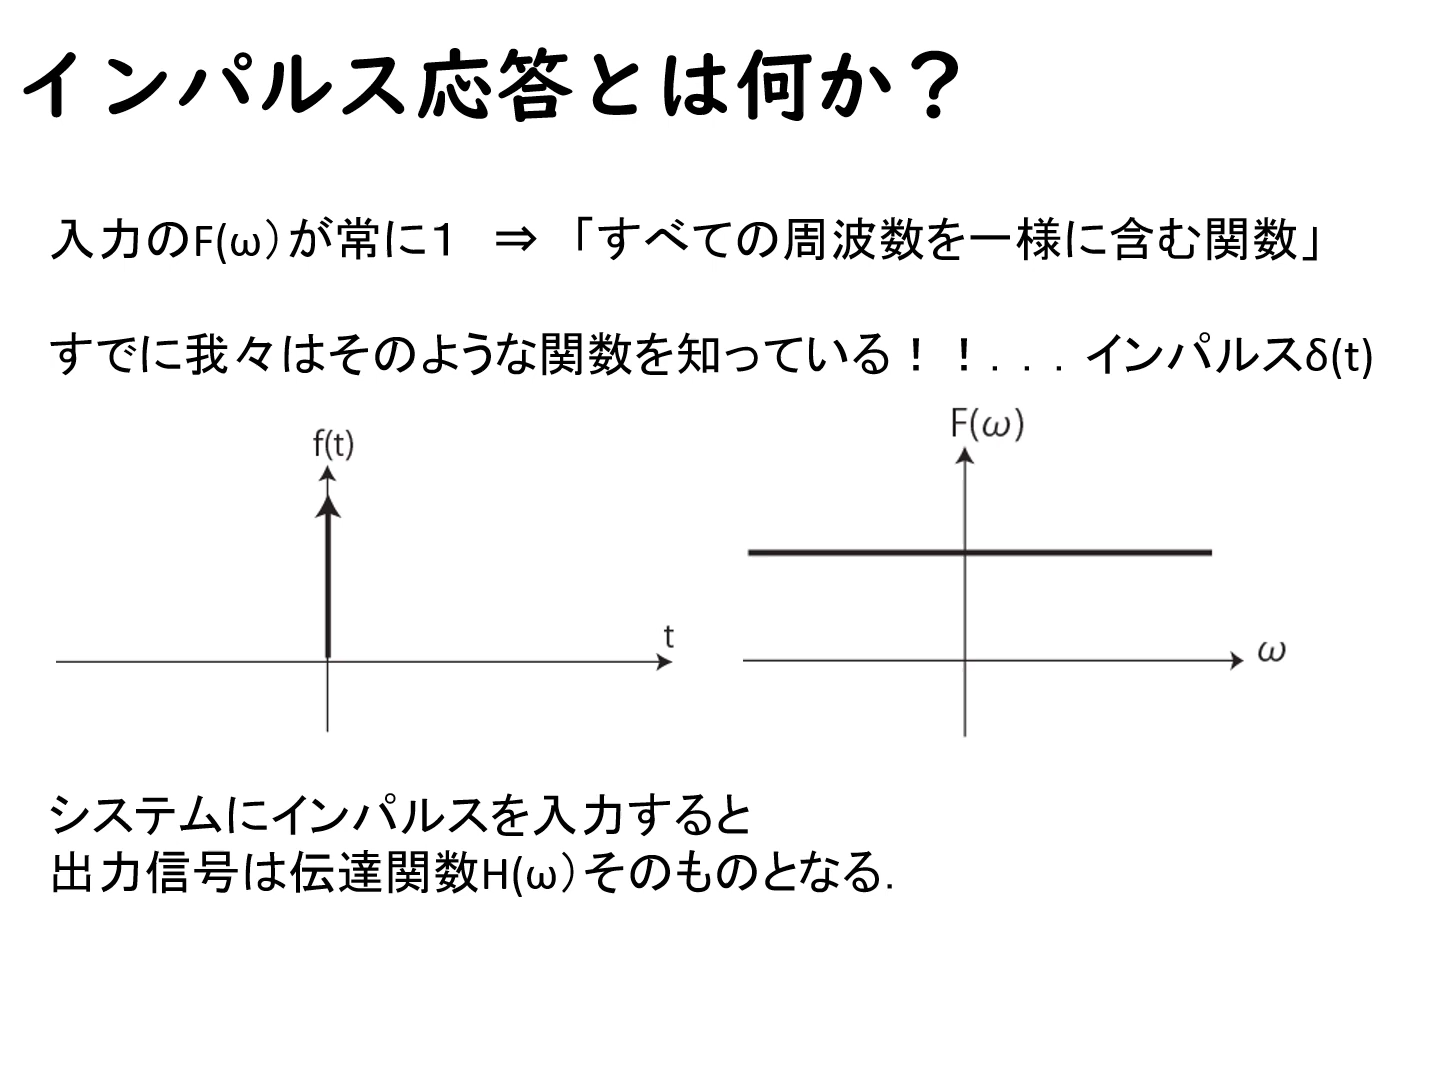 インパルス応答とは何か？
入力のF(ω）が常に１　⇒　「すべての周波数を一様に含む関数」
すでに我々はそのような関数を知っている！！．．．インパルスδ(t)
f(t)
t
F(ω)
ω
システムにインパルスを入力すると
出力信号は伝達関数H(ω）そのものとなる．